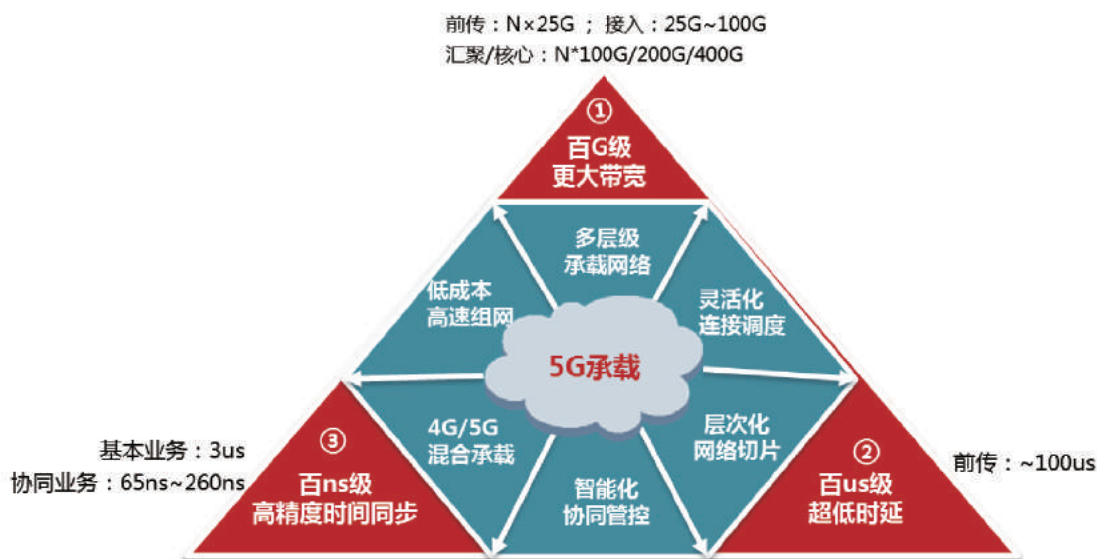 前传：N×25G ； 接入：25G~100G
汇聚/核心：N*100G/200G/400G
①
百G级
更大带宽
多层级
承载网络
低成本
高速组网
灵活化
连接调度
5G承载
4G/5G
混合承载
层次化
网络切片
智能化
协同管控
基本业务：3us
协同业务：65ns~260ns
③
百ns级
高精度时间同步
②
百us级
超低时延
前传：~100us